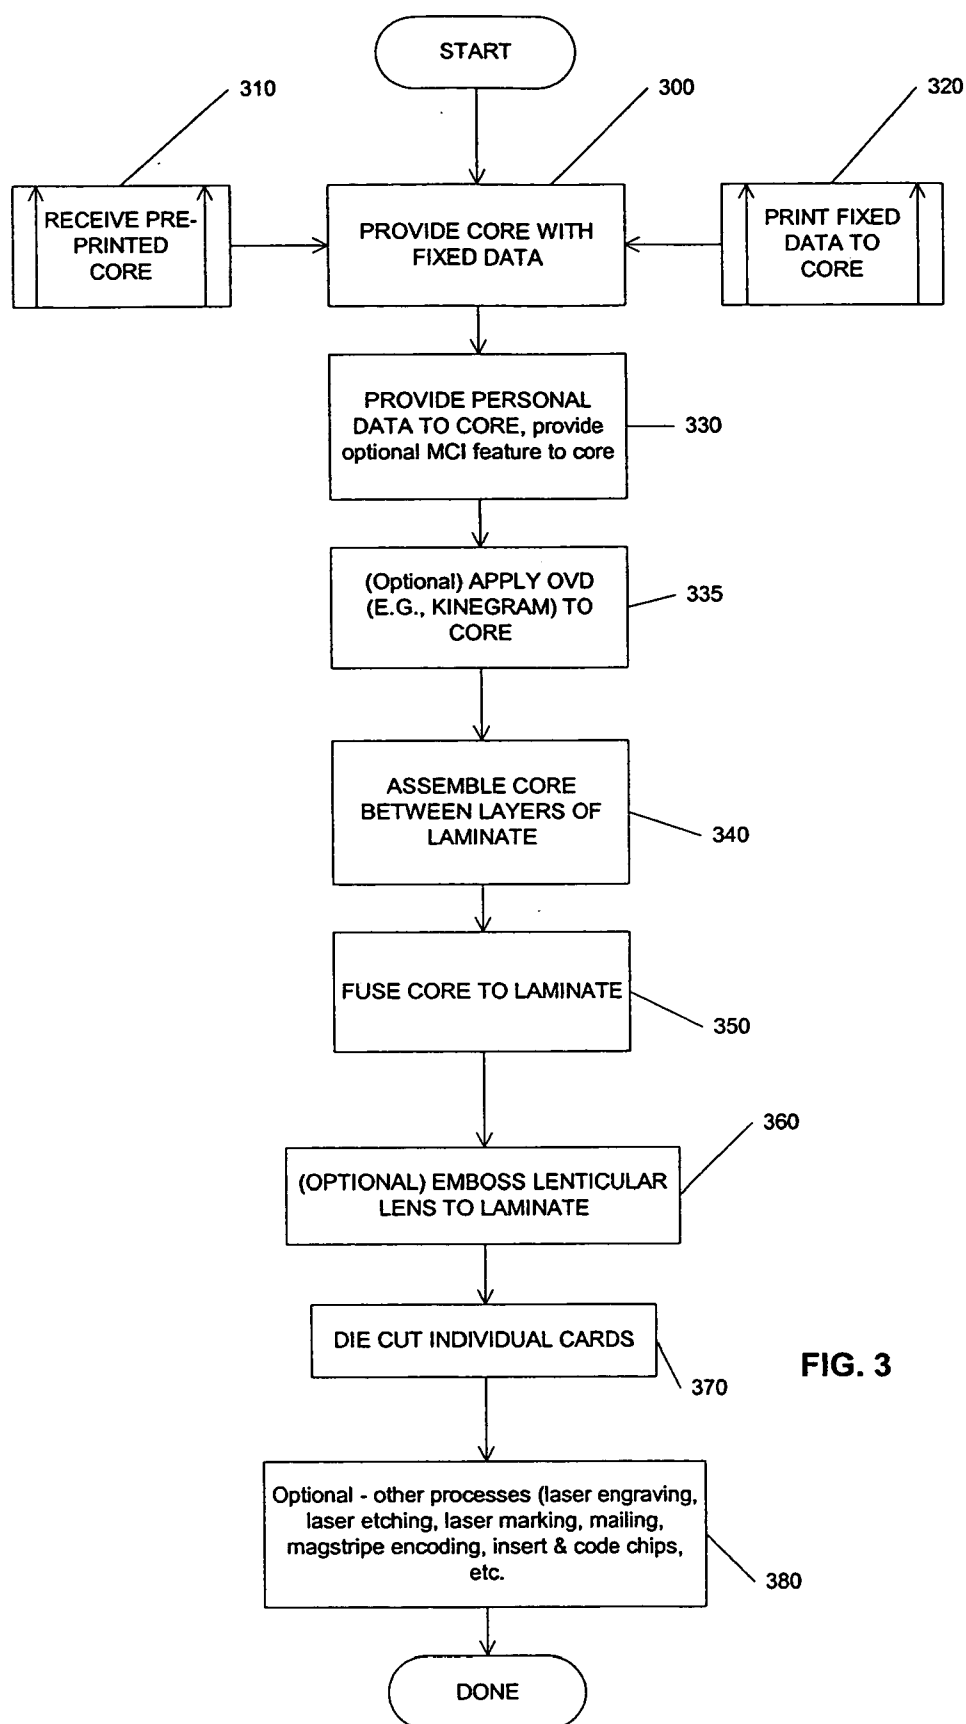 START
310
300
320
RECEIVE PRE-
PRINTED
CORE
PROVIDE CORE WITH
FIXED DATA
PRINT FIXED
DATA TO
CORE
PROVIDE PERSONAL
DATA TO CORE, provide
optional MCI feature to core
330
(Optional) APPLY OVD
(E.G., KINEGRAM) TO
CORE
335
ASSEMBLE CORE
BETWEEN LAYERS OF
LAMINATE
340
FUSE CORE TO LAMINATE
350
360
(OPTIONAL) EMBOSS LENTICULAR
LENS TO LAMINATE
DIE CUT INDIVIDUAL CARDS
370
FIG. 3
Optional - other processes (laser engraving,
laser etching, laser marking, mailing,
magstripe encoding, insert & code chips,
etc.
380
DONE